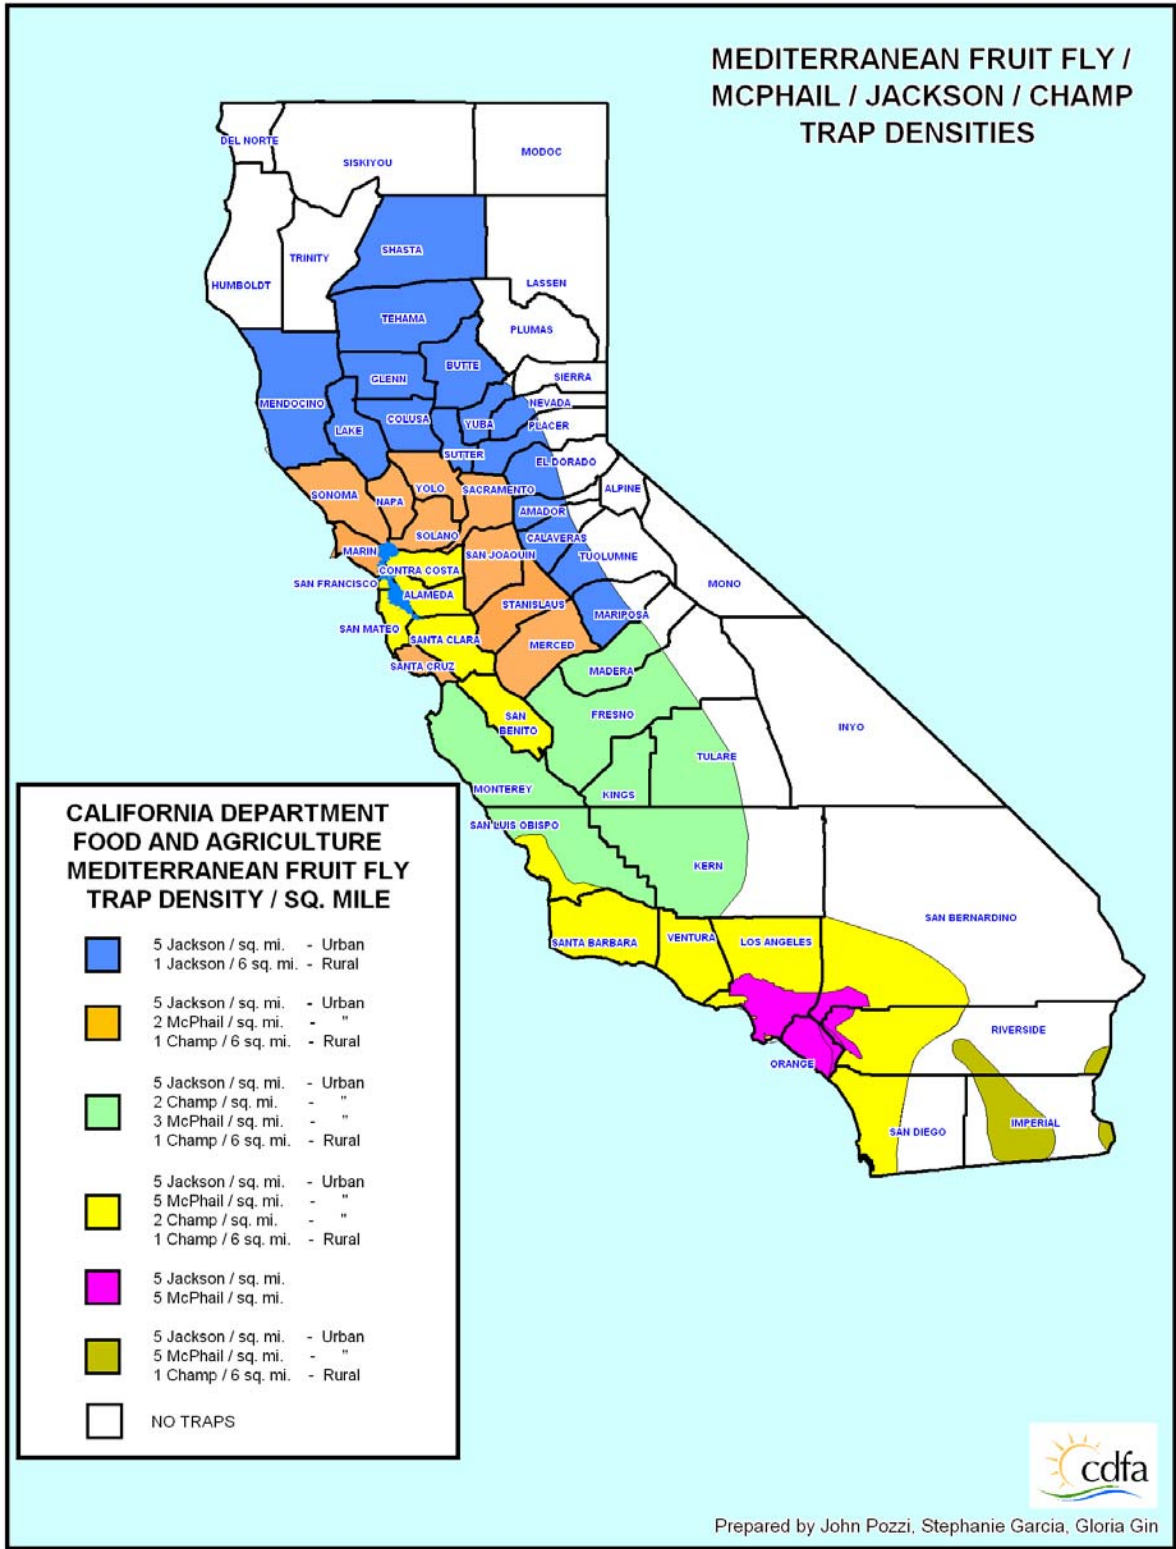 MEDITERRANEAN FRUIT FLY /
MCPHAIL / JACKSON / CHAMP
TRAP DENSITIES
DEL NORTE
SISKIYOU
MODOC
SHASTA
TRINITY
HUMBOLDT
LASSEN
TEHAMA
PLUMAS
BUTTE
GLENN
SIERRA
MENDOCINO
NEVADA
COLUSA
YUBA
PLACER
LAKE
SUTTER
EL DORADO
YOLO
SACRAMENTO
ALPINE
SONOMA
NAPA
AMADOR
SOLANO
CALAVERAS
MARIN
SAN JOAQUIN
TUOLUMNE
CONTRA COSTA
SAN FRANCISCO
MONO
ALAMEDA
STANISLAUS
MARIPOSA
SAN MATEO
SANTA CLARA
MERCED
SANTA CRUZ
MADERA
SAN
BENITO
FRESNO
INYO
TULARE
MONTEREY
KINGS
SAN LUIS OBISPO
KERN
SAN BERNARDINO
SANTA BARBARA
VENTURA
LOS ANGELES
RIVERSIDE
ORANGE
SAN DIEGO
IMPERIAL
CALIFORNIA DEPARTMENT
FOOD AND AGRICULTURE
MEDITERRANEAN FRUIT FLY
TRAP DENSITY / SQ. MILE
5 Jackson / sq. mi. - Urban
1 Jackson / 6 sq. mi. - Rural
5 Jackson / sq. mi. - Urban
2 McPhail / sq. mi. - "
1 Champ / 6 sq. mi. - Rural
5 Jackson / sq. mi. - Urban
2 Champ / sq. mi. - "
3 McPhail / sq. mi. - "
1 Champ / 6 sq. mi. - Rural
5 Jackson / sq. mi. - Urban
5 McPhail / sq. mi. - "
2 Champ / sq. mi. - "
1 Champ / 6 sq. mi. - Rural
5 Jackson / sq. mi.
5 McPhail / sq. mi.
5 Jackson / sq. mi. - Urban
5 McPhail / sq. mi. - "
1 Champ / 6 sq. mi. - Rural
NO TRAPS
cdfa
Prepared by John Pozzi, Stephanie Garcia, Gloria Gin